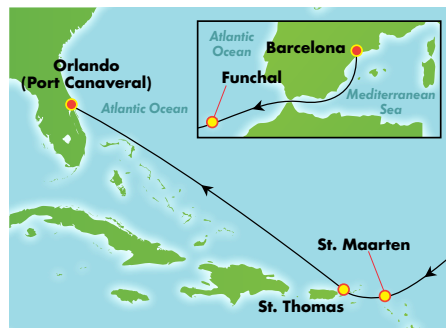 Orlando
(Port Canaveral)
Atlantic Ocean
Atlantic
Ocean
Barcelona
Funchal
Mediterranean
Sea
St. Maarten
St. Thomas